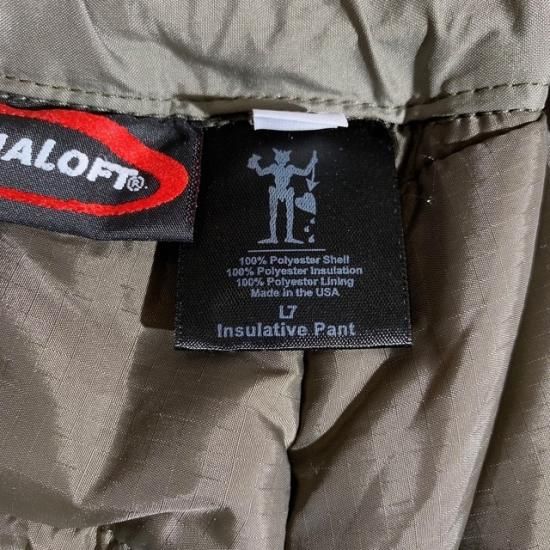 ALOFT®
100% Polyester Shell
100% Polyester Insulation
100% Polyester Lining
Made in the USA
L7
Insulative Pant